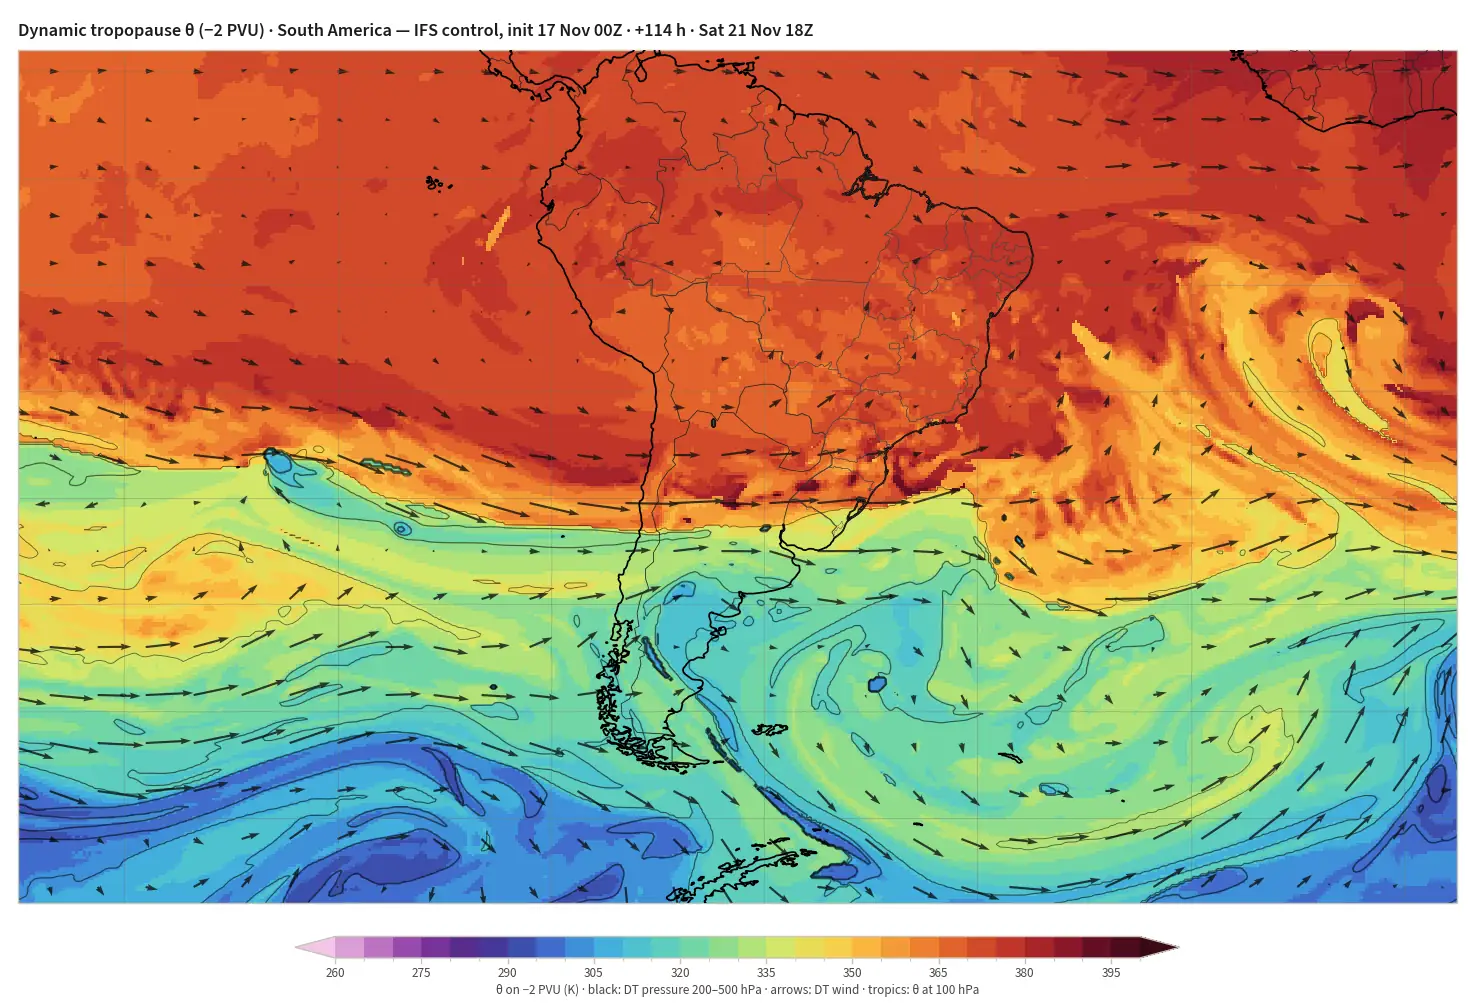 Dynamic tropopause θ (−2 PVU) · South America — IFS control, init 17 Nov 00Z · +114 h · Sat 21 Nov 18Z
260 275 290 305 320 335 350 365 380 395
θ on −2 PVU (K) · black: DT pressure 200–500 hPa · arrows: DT wind · tropics: θ at 100 hPa